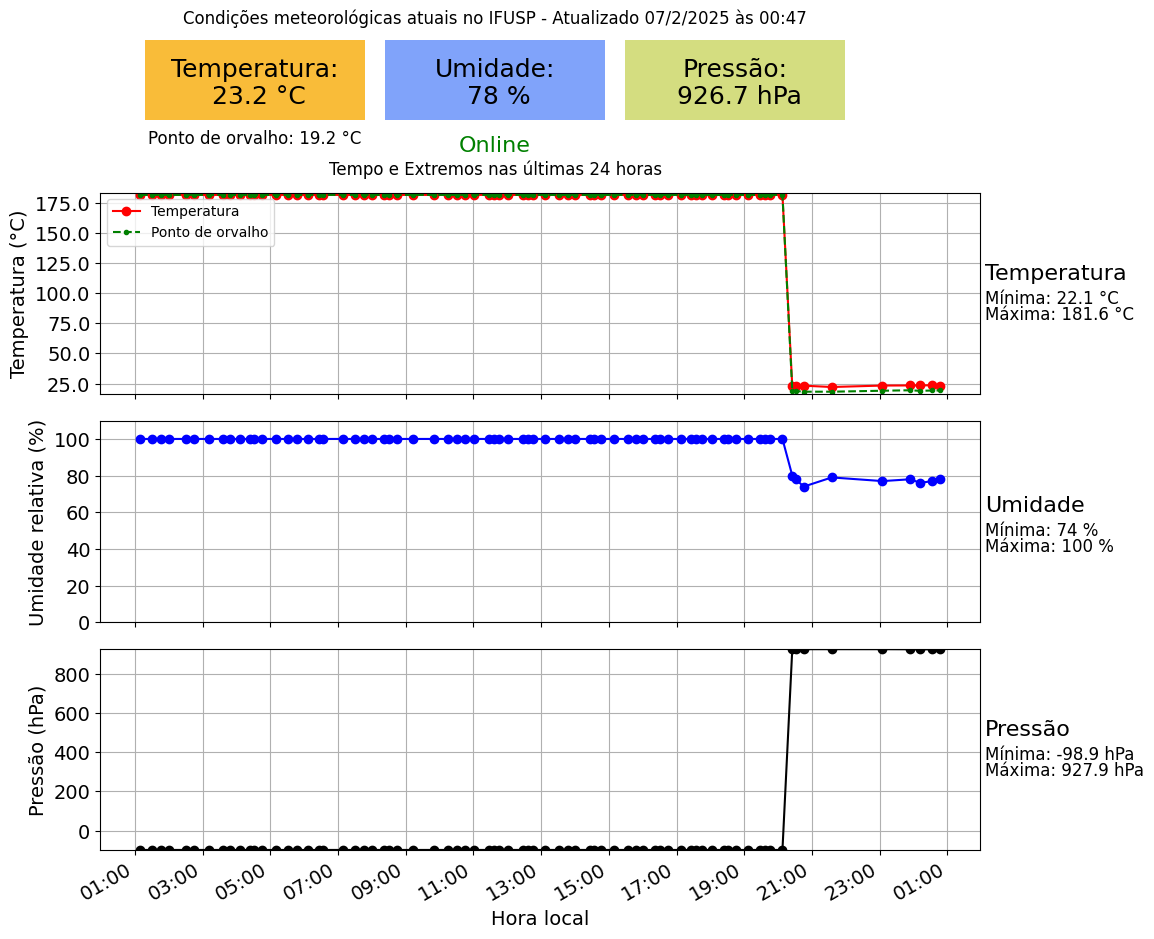 Condições meteorológicas atuais no IFUSP - Atualizado 07/2/2025 às 00:47
Temperatura:
23.2 °C
Umidade:
78 %
Pressão:
926.7 hPa
Ponto de orvalho: 19.2 °C
Online
Tempo e Extremos nas últimas 24 horas
Temperatura (°C)
175.0
150.0
125.0
100.0
75.0
50.0
25.0
Temperatura
Ponto de orvalho
Temperatura
Mínima: 22.1 °C
Máxima: 181.6 °C
Umidade relativa (%)
100
80
60
40
20
0
Umidade
Mínima: 74 %
Máxima: 100 %
Pressão (hPa)
800
600
400
200
0
Pressão
Mínima: -98.9 hPa
Máxima: 927.9 hPa
01:00 03:00 05:00 07:00 09:00 11:00 13:00 15:00 17:00 19:00 21:00 23:00 01:00
Hora local